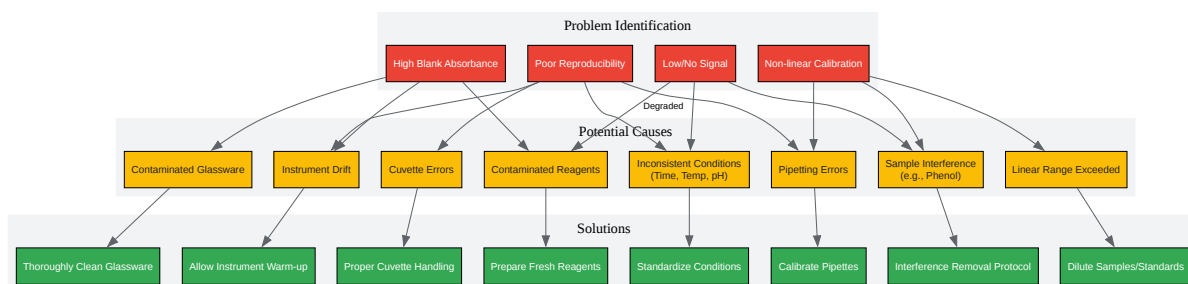 Problem Identification
High Blank Absorbance
Poor Reproducibility
Low/No Signal
Non-linear Calibration
Degraded
Potential Causes
Contaminated Glassware
Instrument Drift
Cuvette Errors
Contaminated Reagents
Inconsistent Conditions
(Time, Temp, pH)
Pipetting Errors
Sample Interference
(e.g., Phenol)
Linear Range Exceeded
Solutions
Thoroughly Clean Glassware
Allow Instrument Warm-up
Proper Cuvette Handling
Prepare Fresh Reagents
Standardize Conditions
Calibrate Pipettes
Interference Removal Protocol
Dilute Samples/Standards